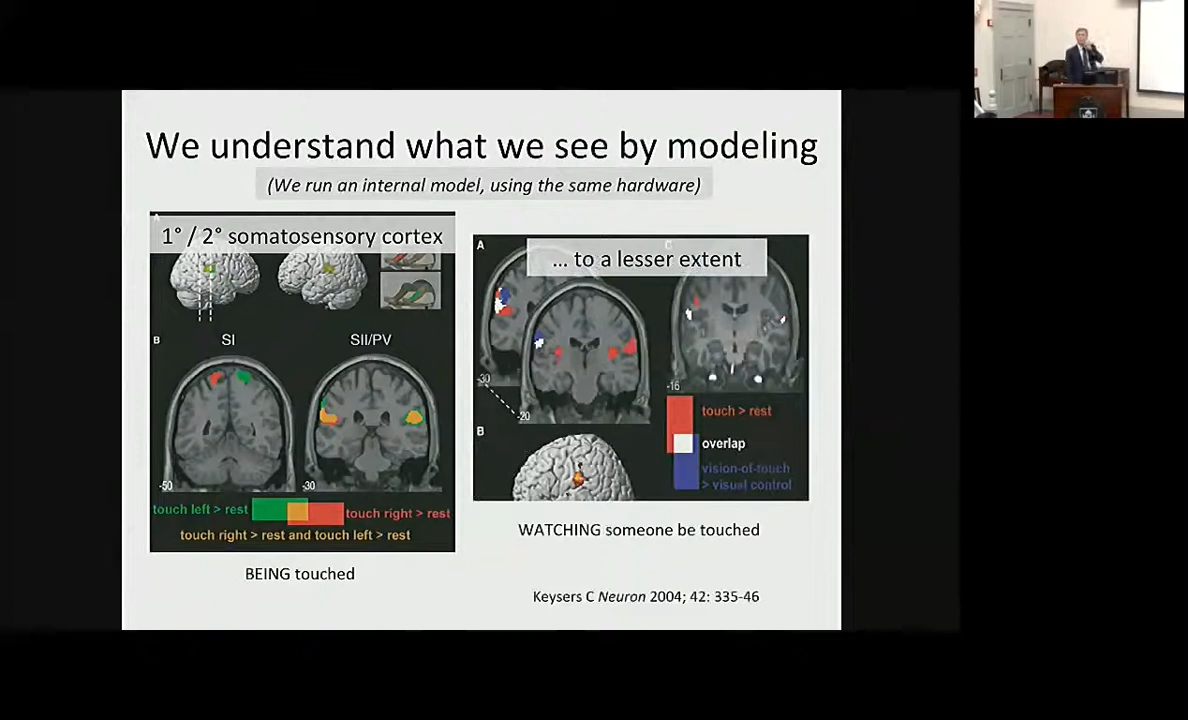 We understand what we see by modeling
(We run an internal model, using the same hardware)
A
1° / 2° somatosensory cortex
B
SI
SII/PV
-50
-30
touch left > rest
touch right > rest
touch right > rest and touch left > rest
BEING touched
A
C
... to a lesser extent
-30
-20
-16
B
touch > rest
overlap
vision-of-touch
> visual control
WATCHING someone be touched
Keysers C Neuron 2004; 42: 335-46